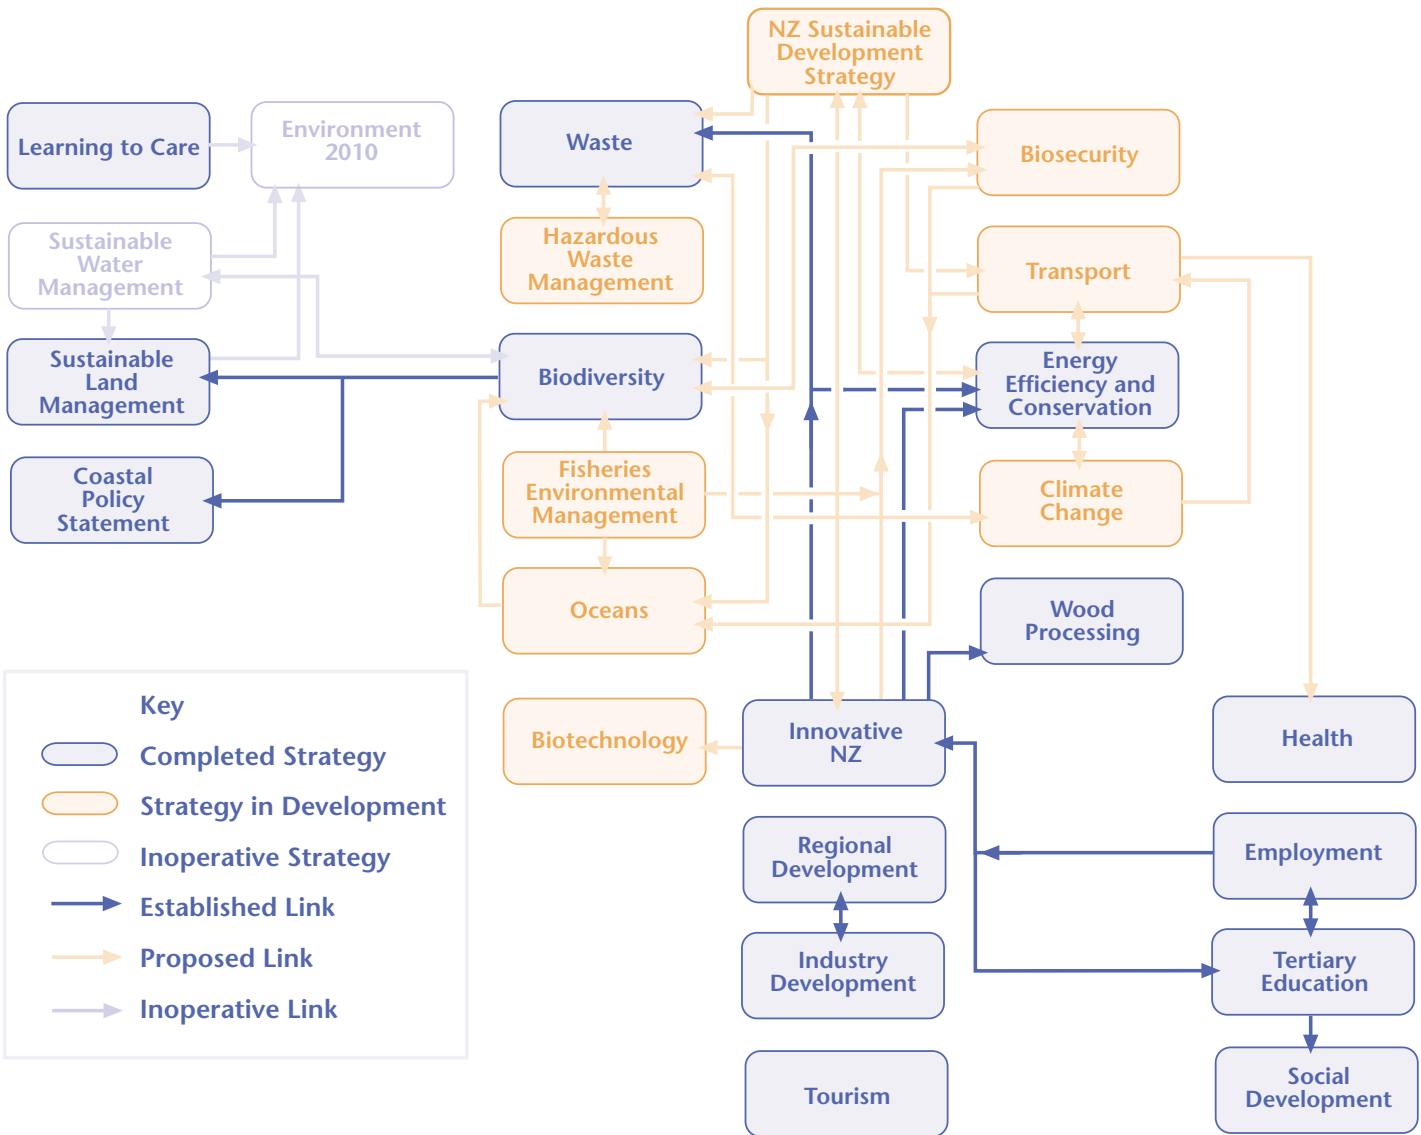 NZ Sustainable
Development
Strategy
Learning to Care
Environment
2010
Waste
Biosecurity
Sustainable
Water
Management
Hazardous
Waste
Management
Transport
Sustainable
Land
Management
Biodiversity
Energy
Efficiency and
Conservation
Coastal
Policy
Statement
Fisheries
Environmental
Management
Climate
Change
Oceans
Wood
Processing
Key
Completed Strategy
Strategy in Development
Inoperative Strategy
Established Link
Proposed Link
Inoperative Link
Biotechnology
Innovative
NZ
Health
Regional
Development
Employment
Industry
Development
Tertiary
Education
Tourism
Social
Development